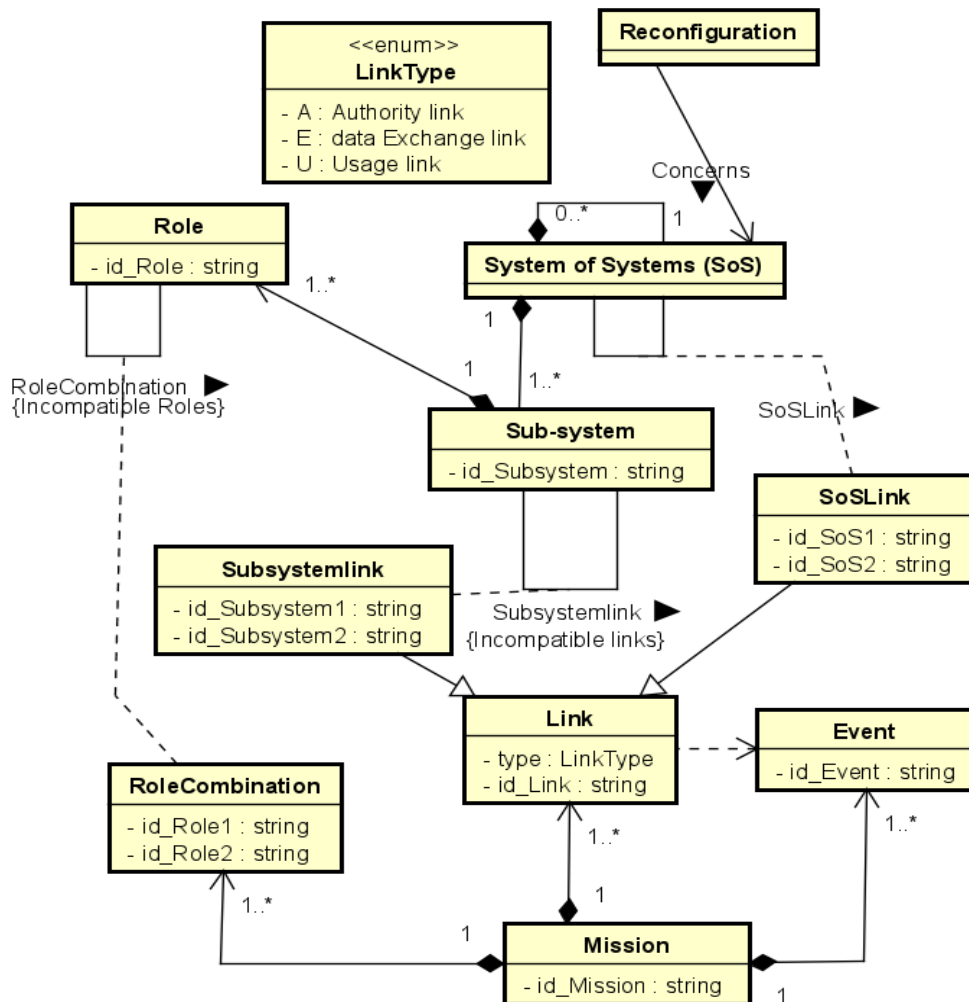 Reconfiguration
<<enum>>
LinkType
- A : Authority link
- E : data Exchange link
- U : Usage link
Concerns
Role
- id_Role : string
0..*
1
System of Systems (SoS)
1..*
1
1
1..*
RoleCombination
{Incompatible Roles}
SoSLink
Sub-system
- id_Subsystem : string
SoSLink
- id_SoS1 : string
- id_SoS2 : string
Subsystemlink
- id_Subsystem1 : string
- id_Subsystem2 : string
Subsystemlink
{Incompatible links}
Link
- type : LinkType
- id_Link : string
Event
- id_Event : string
RoleCombination
- id_Role1 : string
- id_Role2 : string
1..*
1..*
1..*
1
1
Mission
- id_Mission : string
1